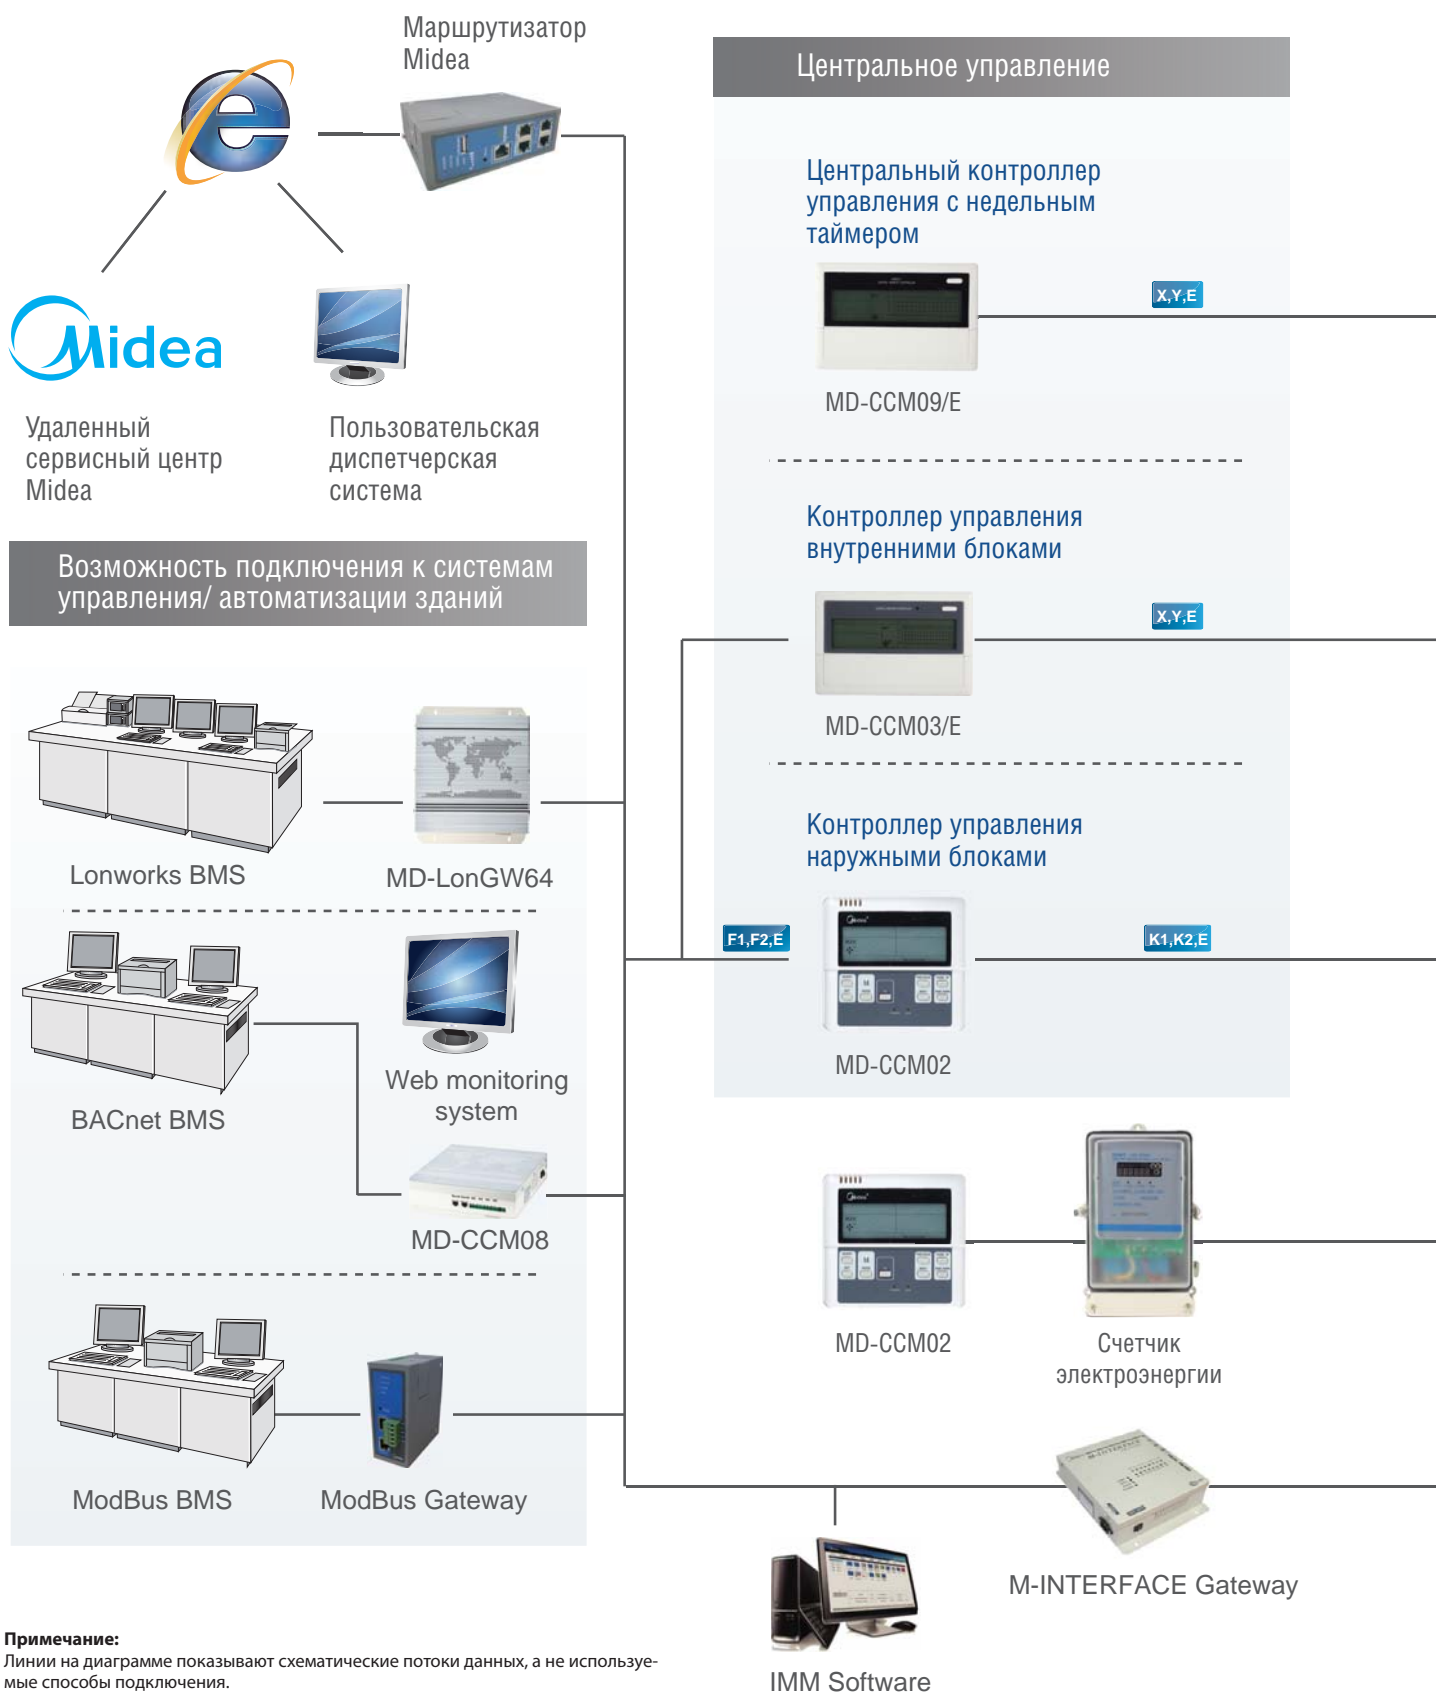 Маршрутизатор
Midea
Midea
Удаленный
сервисный центр
Midea
Пользовательская
диспетчерская
система
Возможность подключения к системам
управления/ автоматизации зданий
Lonworks BMS
MD-LonGW64
BACnet BMS
Web monitoring
system
MD-CCM08
ModBus BMS
ModBus Gateway
Центральное управление
Центральный контроллер
управления с недельным
таймером
X,Y,E
MD-CCM09/E
Контроллер управления
внутренними блоками
X,Y,E
MD-CCM03/E
Контроллер управления
наружными блоками
F1,F2,E
K1,K2,E
MD-CCM02
MD-CCM02
Счетчик
электроэнергии
M-INTERFACE
M-INTERFACE Gateway
IMM Software
Примечание:
Линии на диаграмме показывают схематические потоки данных, а не используе-
мые способы подключения.